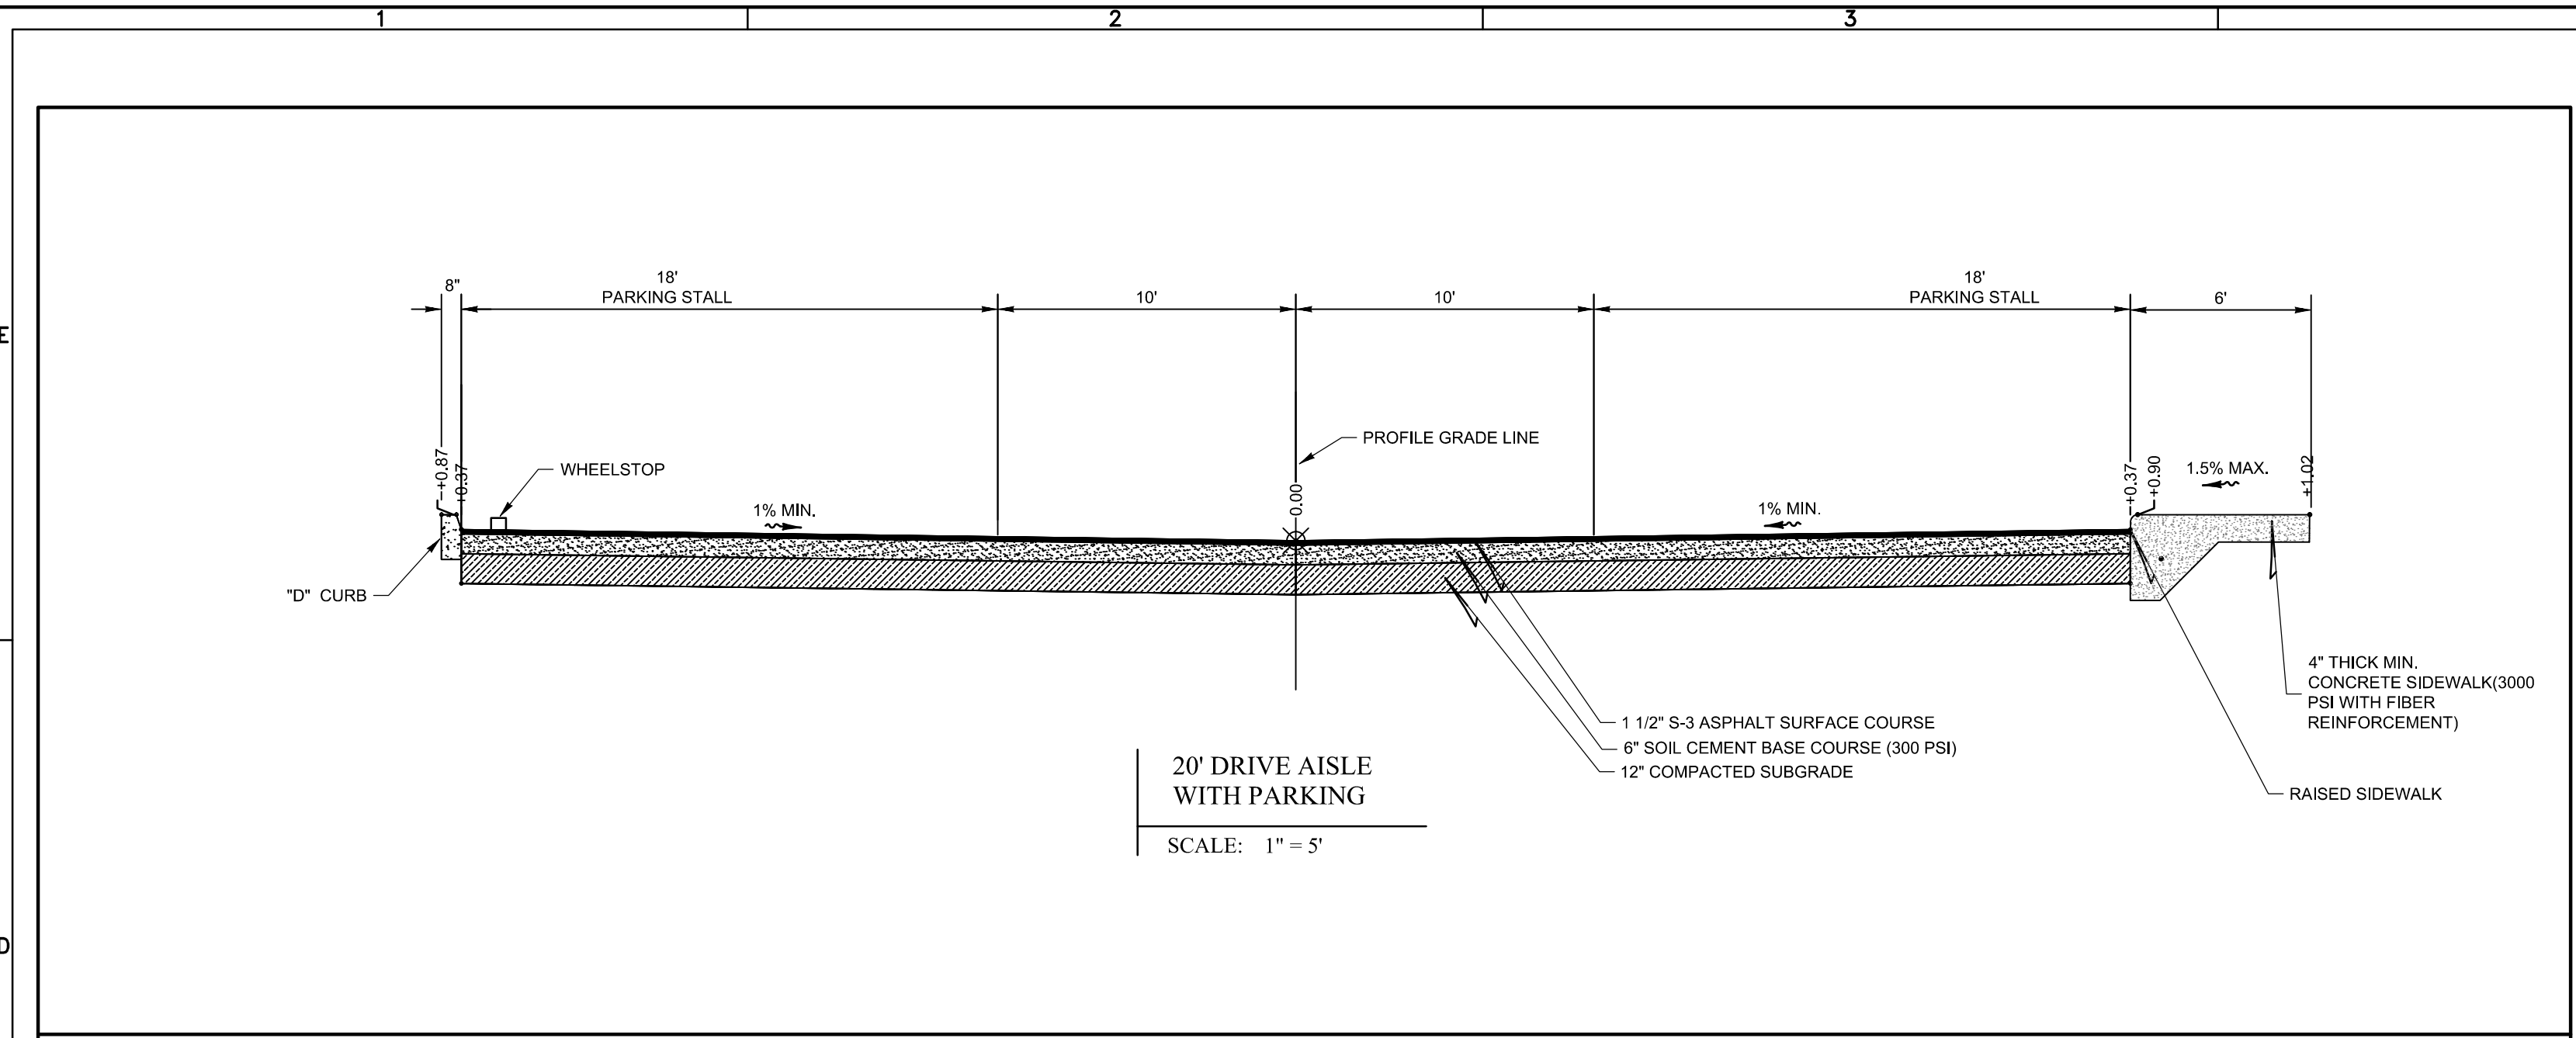 1
2
3
E
D
8"
18'
PARKING STALL
10'
10'
18'
PARKING STALL
6'
+0.87
+0.37
WHEELSTOP
1% MIN.
PROFILE GRADE LINE
0.00
1% MIN.
+0.37
+0.90
1.5% MAX.
+1.02
"D" CURB
4" THICK MIN.
CONCRETE SIDEWALK(3000
PSI WITH FIBER
REINFORCEMENT)
1 1/2" S-3 ASPHALT SURFACE COURSE
6" SOIL CEMENT BASE COURSE (300 PSI)
12" COMPACTED SUBGRADE
RAISED SIDEWALK
20' DRIVE AISLE
WITH PARKING
SCALE: 1" = 5'